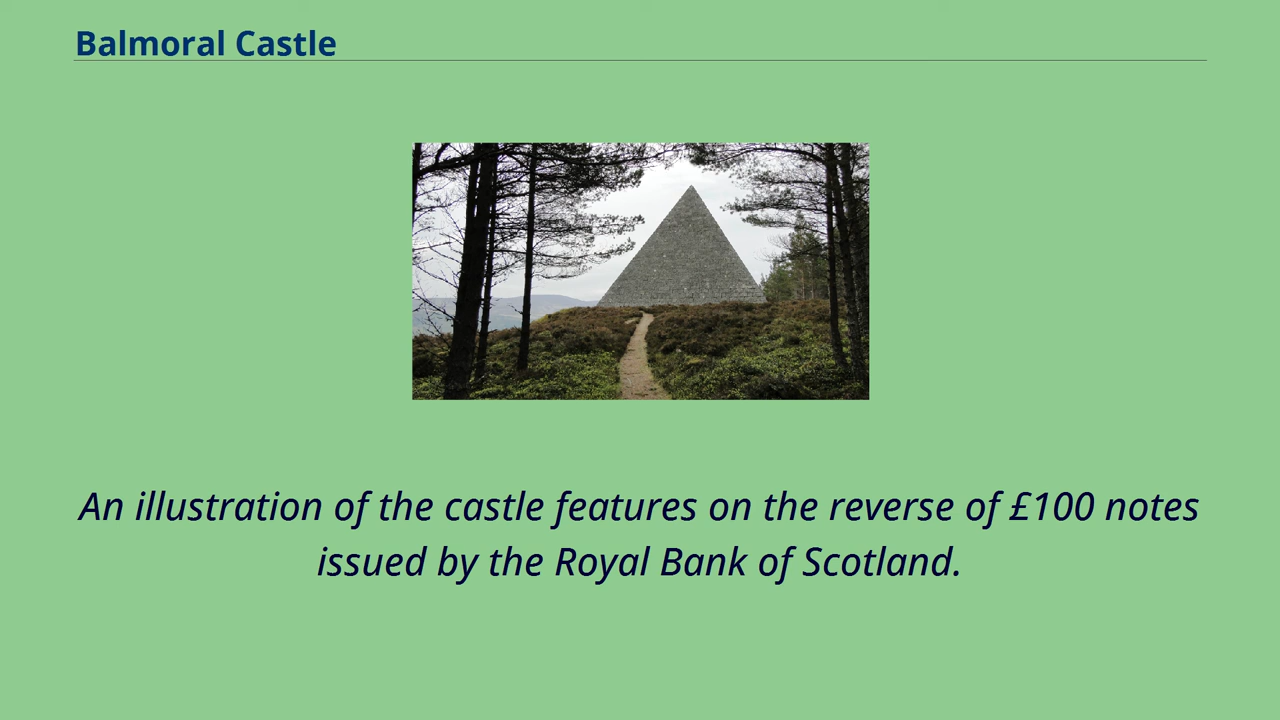 Balmoral Castle
An illustration of the castle features on the reverse of £100 notes
issued by the Royal Bank of Scotland.